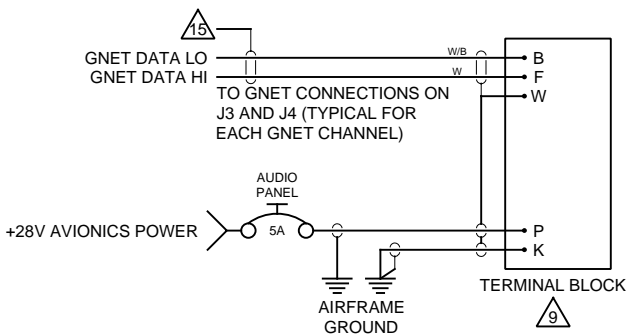 15
GNET DATA LO
W/B
B
GNET DATA HI
W
F
W
TO GNET CONNECTIONS ON
J3 AND J4 (TYPICAL FOR
EACH GNET CHANNEL)
AUDIO
PANEL
+28V AVIONICS POWER
5A
P
K
AIRFRAME
GROUND
TERMINAL BLOCK
9